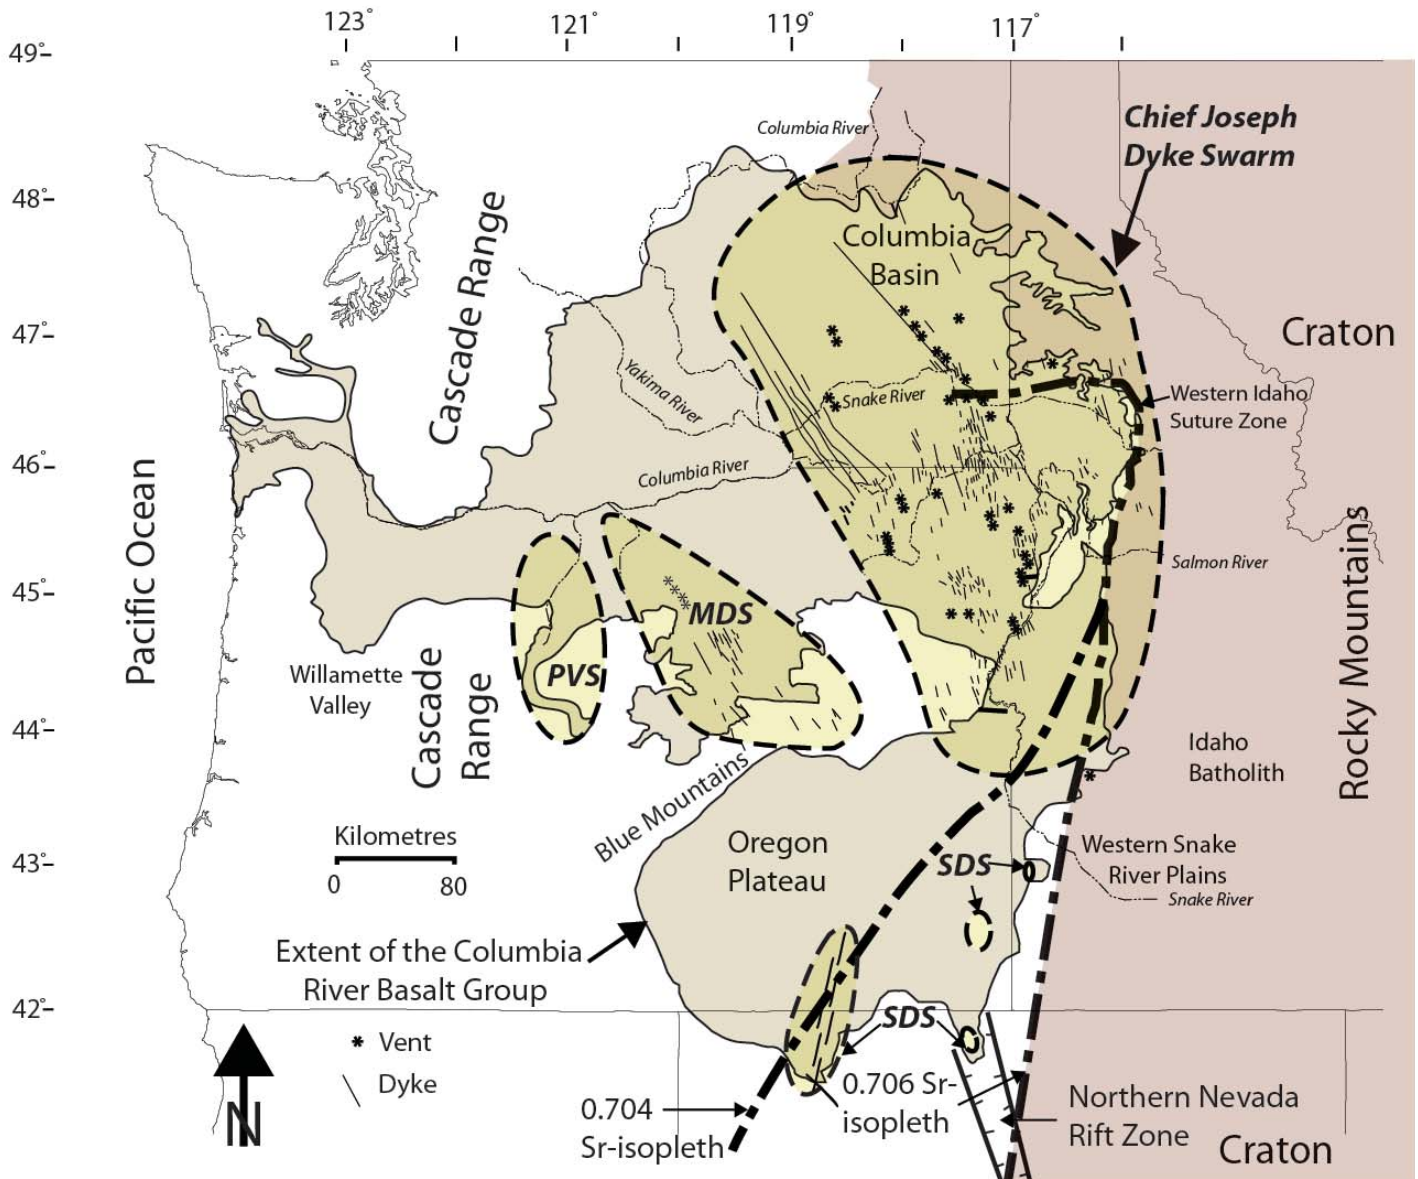 123°
121°
119°
117°
49°
48°
47°
46°
45°
44°
43°
42°
Columbia River
Chief Joseph
Dyke Swarm
Cascade Range
Columbia
Basin
Craton
Yakima River
Snake River
Western Idaho
Suture Zone
Columbia River
Pacific Ocean
Salmon River
MDS
PVS
Willamette
Valley
Cascade
Range
Rocky Mountains
Idaho
Batholith
Blue Mountains
Kilometres
0 80
Oregon
Plateau
SDS
Western Snake
River Plains
Snake River
Extent of the Columbia
River Basalt Group
SDS
* Vent
Dyke
N
0.704
Sr-isopleth
0.706 Sr-
isopleth
Northern Nevada
Rift Zone
Craton